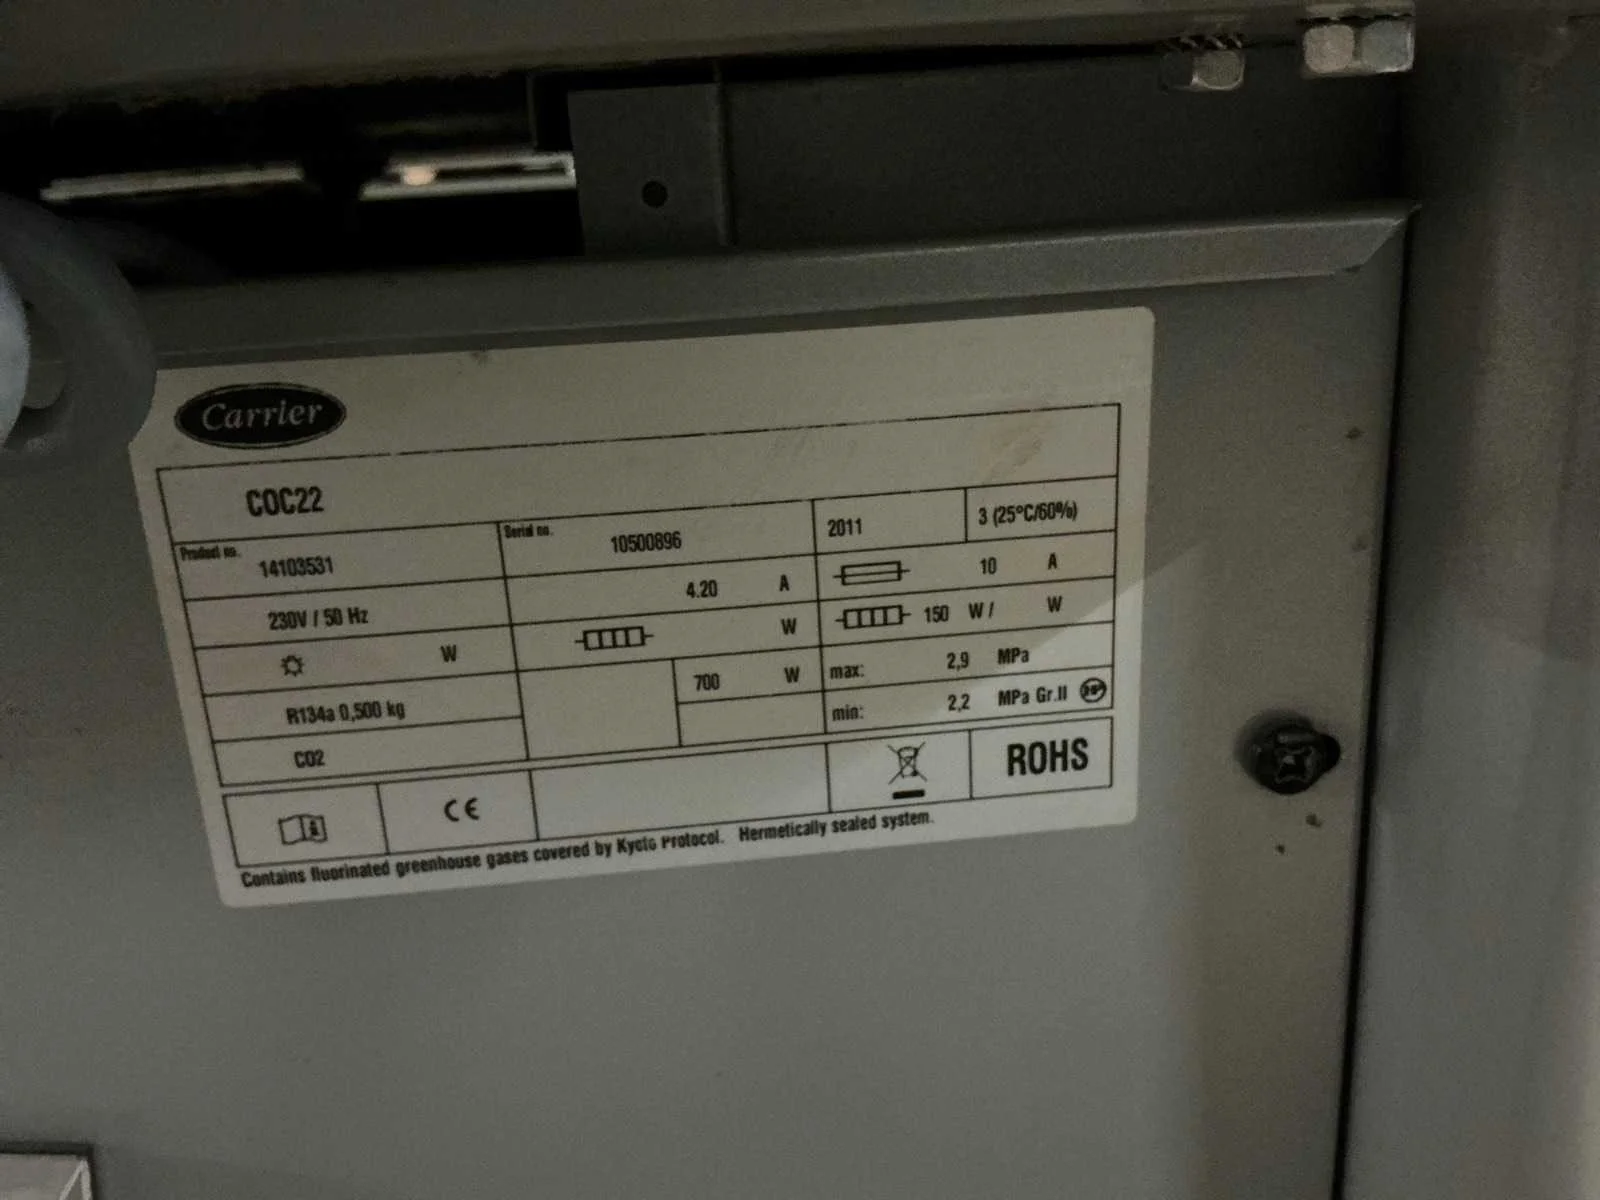 Carrier
COC22
Product no. 14103531
Serial no. 10500896
2011
3 (25°C/60%)
230V / 50 Hz
4.20 A
10 A
W
W
150 W / W
R134a 0,500 kg
700 W
max: 2,9 MPa
CO2
min: 2,2 MPa Gr.II
CE
ROHS
Contains fluorinated greenhouse gases covered by Kyoto Protocol. Hermetically sealed system.